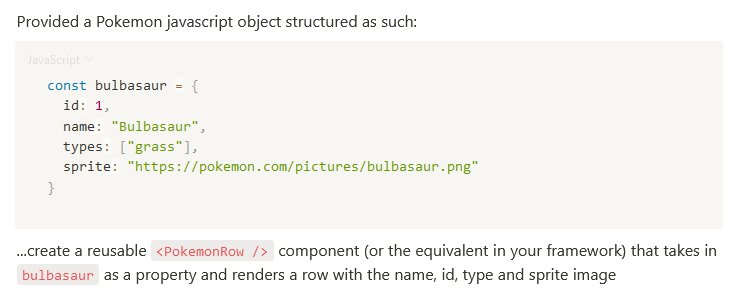 Provided a Pokemon javascript object structured as such:
JavaScript
const bulbasaur = {
id: 1,
name: "Bulbasaur",
types: ["grass"],
sprite: "https://pokemon.com/pictures/bulbasaur.png"
}
...create a reusable <PokemonRow /> component (or the equivalent in your framework) that takes in
bulbasaur as a property and renders a row with the name, id, type and sprite image